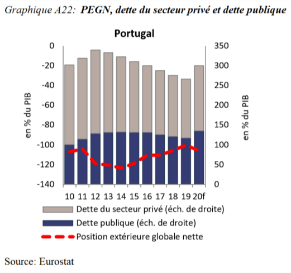 Graphique A22: PEGN, dette du secteur privé et dette publique
Portugal
-0
-20
-40
-60
-80
-100
-120
-140
en % du PIB
350
300
250
200
150
100
50
0
en % du PIB
10 11 12 13 14 15 16 17 18 19 20f
Dette du secteur privé (éch. de droite)
Dette publique (éch. de droite)
Position extérieure globale nette
Source: Eurostat